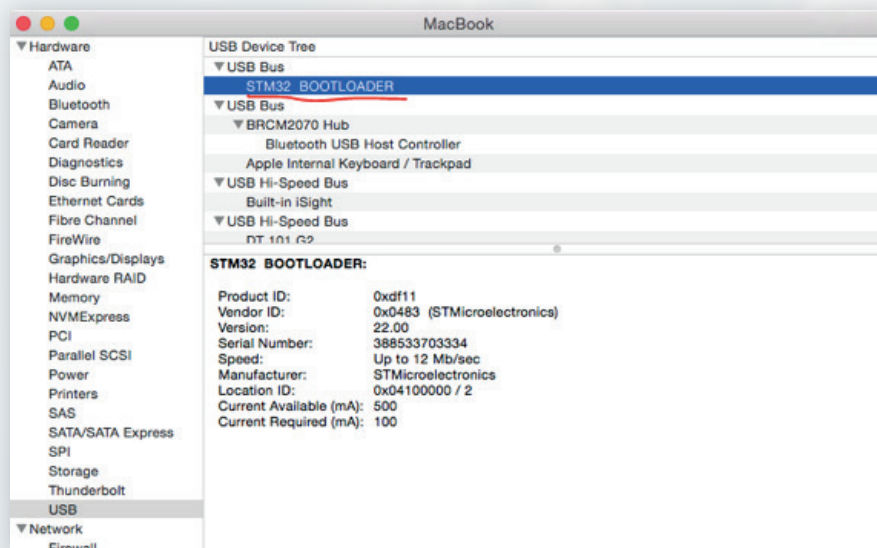 MacBook
▼Hardware
ATA
Audio
Bluetooth
Camera
Card Reader
Diagnostics
Disc Burning
Ethernet Cards
Fibre Channel
FireWire
Graphics/Displays
Hardware RAID
Memory
NVMExpress
PCI
Parallel SCSI
Power
Printers
SAS
SATA/SATA Express
SPI
Storage
Thunderbolt
USB
▼Network
Firewall
USB Device Tree
▼USB Bus
STM32 BOOTLOADER
▼USB Bus
▼BRCM2070 Hub
Bluetooth USB Host Controller
Apple Internal Keyboard / Trackpad
▼USB Hi-Speed Bus
Built-in iSight
▼USB Hi-Speed Bus
DT 101 G2
STM32 BOOTLOADER:
Product ID: 0xdf11
Vendor ID: 0x0483 (STMicroelectronics)
Version: 22.00
Serial Number: 388533703334
Speed: Up to 12 Mb/sec
Manufacturer: STMicroelectronics
Location ID: 0x04100000 / 2
Current Available (mA): 500
Current Required (mA): 100